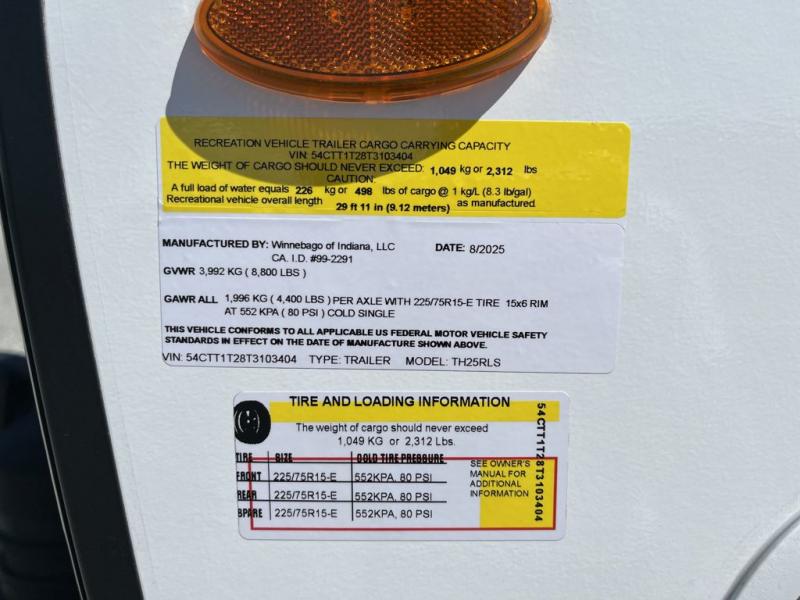 RECREATION VEHICLE TRAILER CARGO CARRYING CAPACITY
VIN: 54CTT1T28T3103404
THE WEIGHT OF CARGO SHOULD NEVER EXCEED: 1,049 kg or 2,312 lbs
CAUTION:
A full load of water equals 226 kg or 498 lbs of cargo @ 1 kg/L (8.3 lb/gal)
Recreational vehicle overall length 29 ft 11 in (9.12 meters) as manufactured.
MANUFACTURED BY: Winnebago of Indiana, LLC DATE: 8/2025
CA. I.D. #99-2291
GVWR 3,992 KG ( 8,800 LBS )
GAWR ALL 1,996 KG ( 4,400 LBS ) PER AXLE WITH 225/75R15-E TIRE 15x6 RIM
AT 552 KPA ( 80 PSI ) COLD SINGLE
THIS VEHICLE CONFORMS TO ALL APPLICABLE US FEDERAL MOTOR VEHICLE SAFETY
STANDARDS IN EFFECT ON THE DATE OF MANUFACTURE SHOWN ABOVE.
VIN: 54CTT1T28T3103404 TYPE: TRAILER MODEL: TH25RLS
TIRE AND LOADING INFORMATION
The weight of cargo should never exceed
1,049 KG or 2,312 Lbs.
TIRE SIZE COLD TIRE PRESSURE
FRONT 225/75R15-E 552KPA, 80 PSI
REAR 225/75R15-E 552KPA, 80 PSI
SPARE 225/75R15-E 552KPA, 80 PSI
SEE OWNER'S
MANUAL FOR
ADDITIONAL
INFORMATION
54CTT1T28T3103404